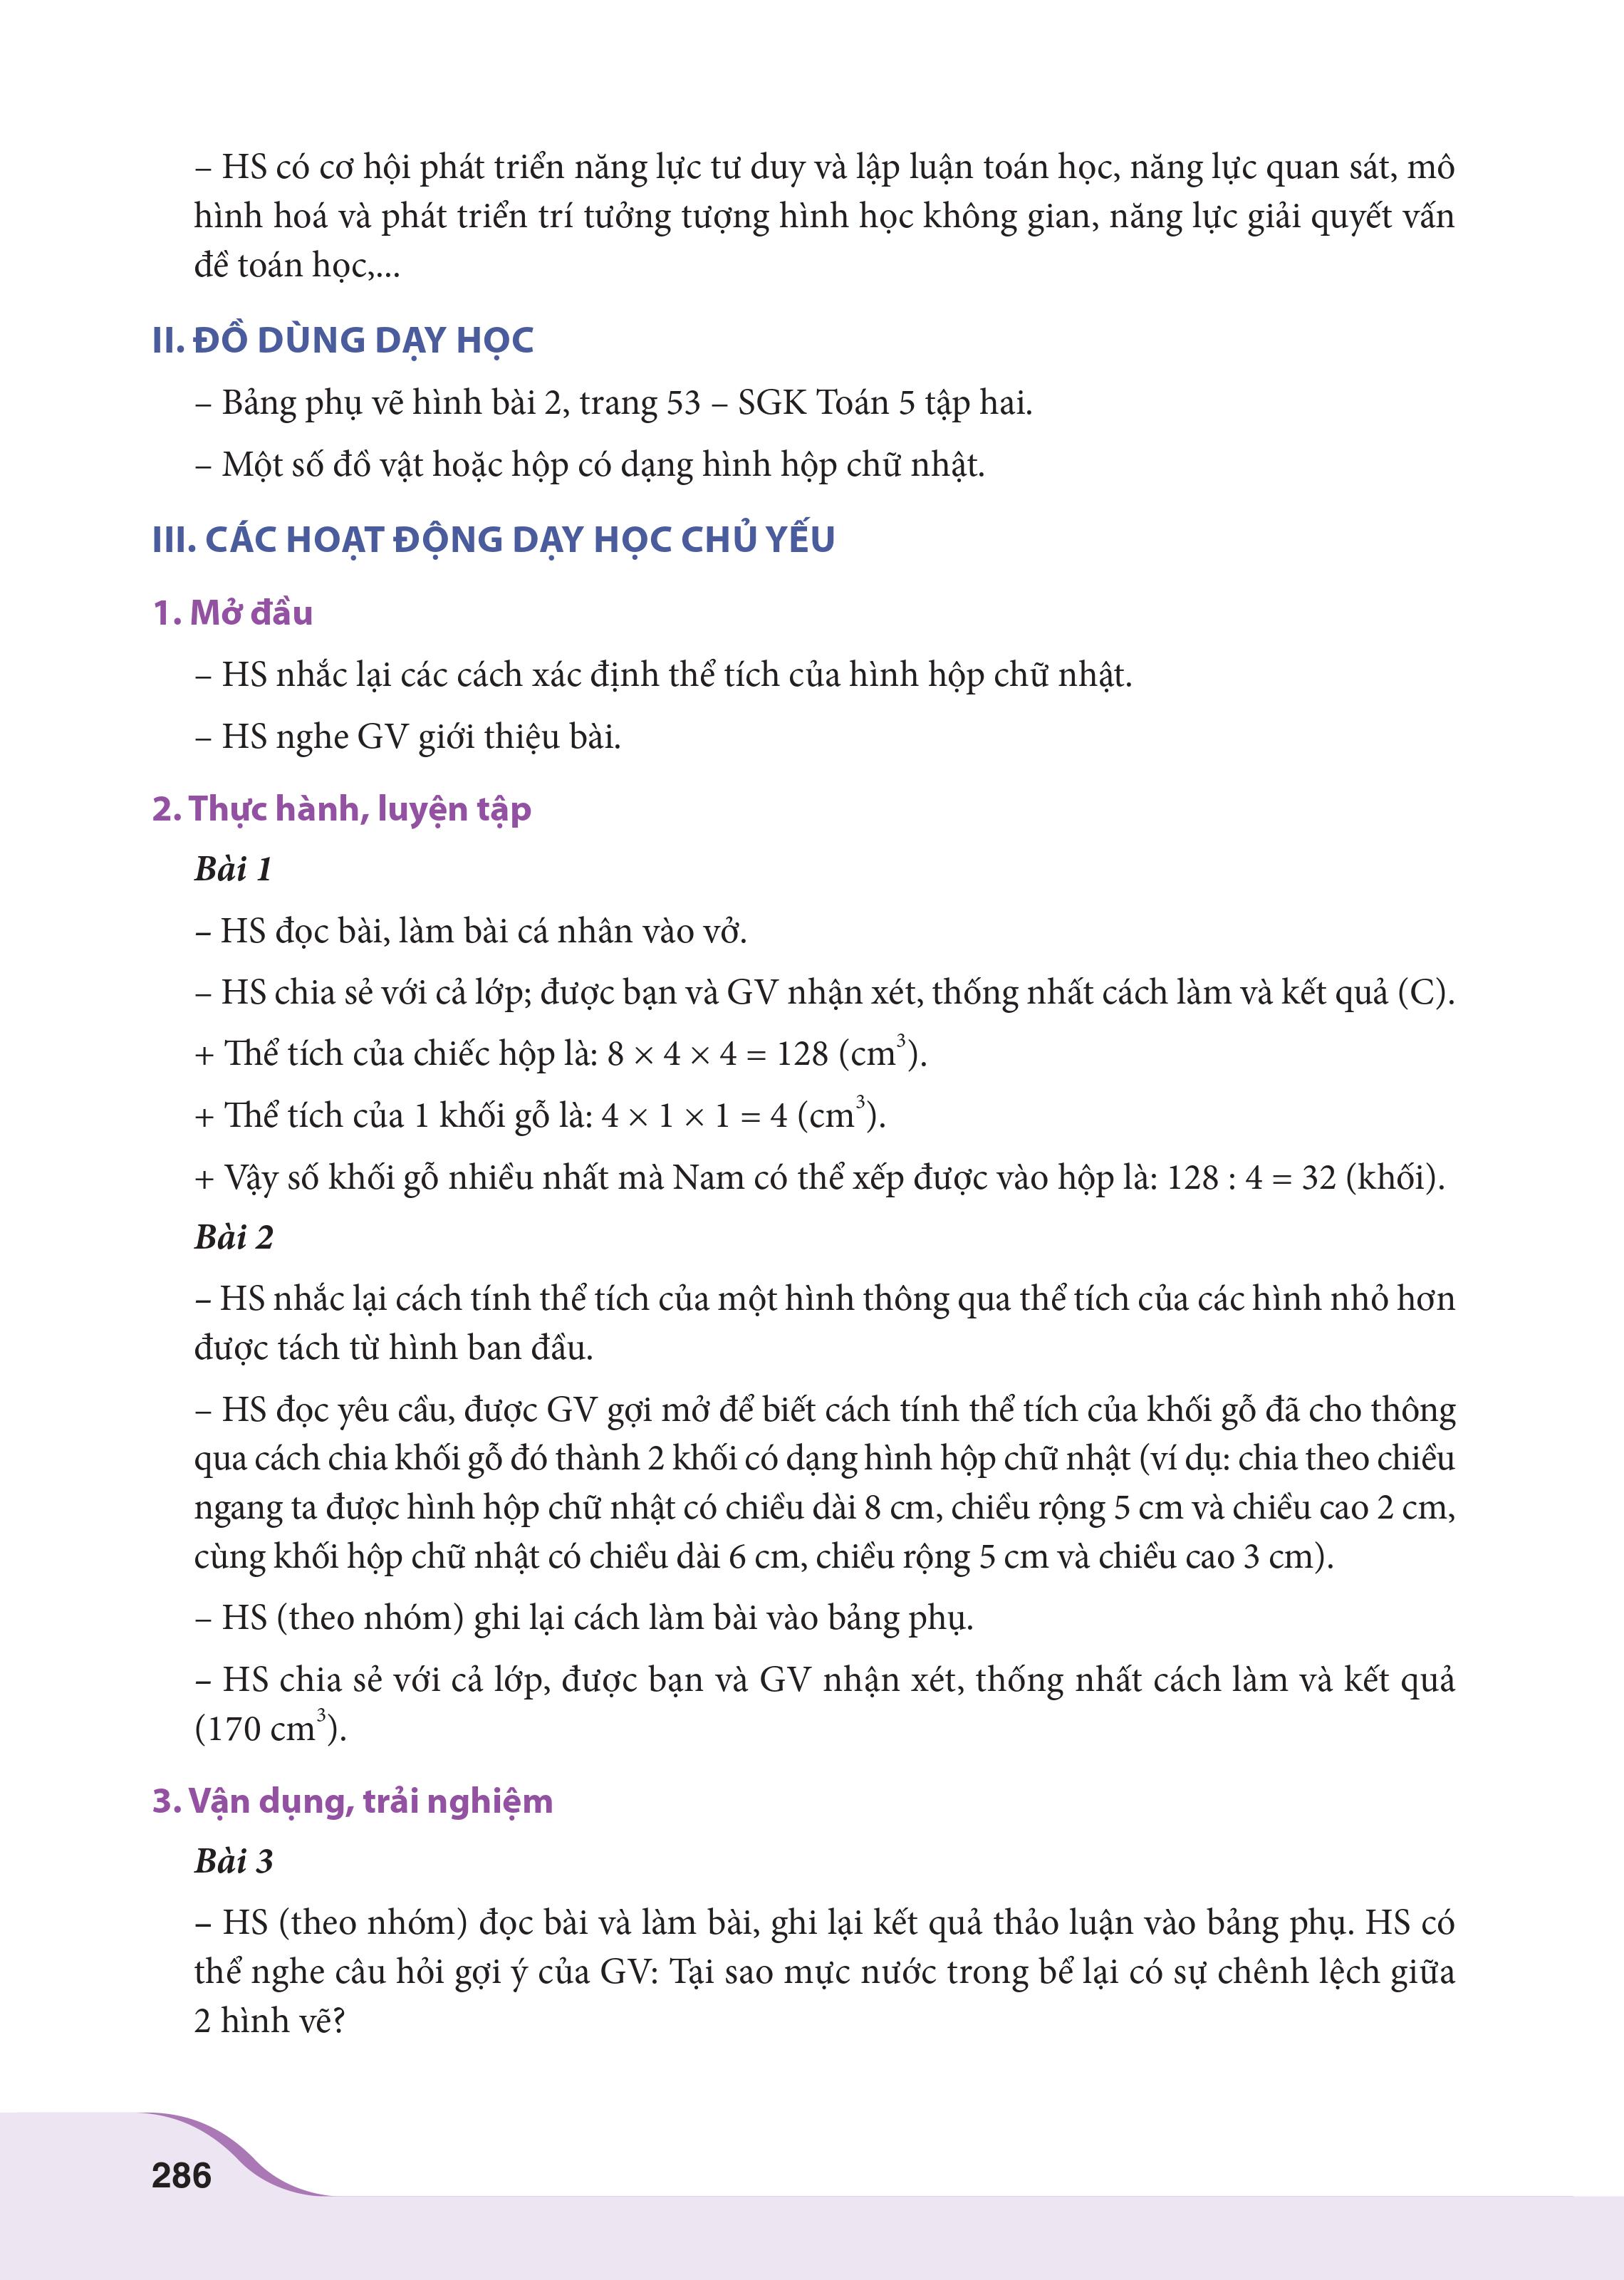 – HS có cơ hội phát triển năng lực tư duy và lập luận toán học, năng lực quan sát, mô
hình hoá và phát triển trí tưởng tượng hình học không gian, năng lực giải quyết vấn
đề toán học,...
II. ĐỒ DÙNG DẠY HỌC
– Bảng phụ vẽ hình bài 2, trang 53 – SGK Toán 5 tập hai.
– Một số đồ vật hoặc hộp có dạng hình hộp chữ nhật.
III. CÁC HOẠT ĐỘNG DẠY HỌC CHỦ YẾU
1. Mở đầu
– HS nhắc lại các cách xác định thể tích của hình hộp chữ nhật.
– HS nghe GV giới thiệu bài.
2. Thực hành, luyện tập
Bài 1
– HS đọc bài, làm bài cá nhân vào vở.
– HS chia sẻ với cả lớp; được bạn và GV nhận xét, thống nhất cách làm và kết quả (C).
+ Thể tích của chiếc hộp là: 8 × 4 × 4 = 128 (cm³).
+ Thể tích của 1 khối gỗ là: 4 × 1 × 1 = 4 (cm³).
+ Vậy số khối gỗ nhiều nhất mà Nam có thể xếp được vào hộp là: 128 : 4 = 32 (khối).
Bài 2
– HS nhắc lại cách tính thể tích của một hình thông qua thể tích của các hình nhỏ hơn
được tách từ hình ban đầu.
– HS đọc yêu cầu, được GV gợi mở để biết cách tính thể tích của khối gỗ đã cho thông
qua cách chia khối gỗ đó thành 2 khối có dạng hình hộp chữ nhật (ví dụ: chia theo chiều
ngang ta được hình hộp chữ nhật có chiều dài 8 cm, chiều rộng 5 cm và chiều cao 2 cm,
cùng khối hộp chữ nhật có chiều dài 6 cm, chiều rộng 5 cm và chiều cao 3 cm).
– HS (theo nhóm) ghi lại cách làm bài vào bảng phụ.
– HS chia sẻ với cả lớp, được bạn và GV nhận xét, thống nhất cách làm và kết quả
(170 cm³).
3. Vận dụng, trải nghiệm
Bài 3
– HS (theo nhóm) đọc bài và làm bài, ghi lại kết quả thảo luận vào bảng phụ. HS có
thể nghe câu hỏi gợi ý của GV: Tại sao mực nước trong bể lại có sự chênh lệch giữa
2 hình vẽ?
286